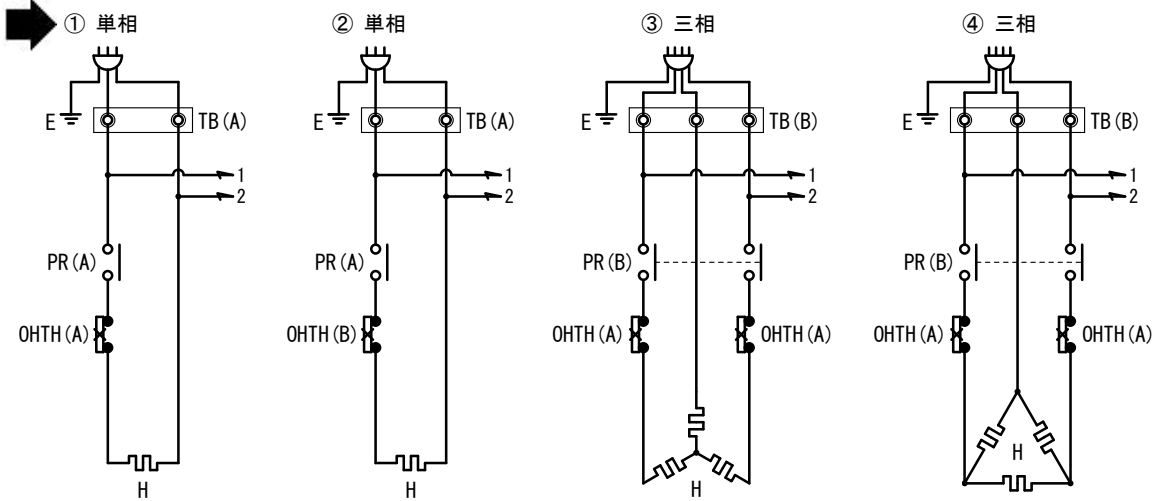 ① 単相
② 単相
③ 三相
④ 三相
E TB(A)
E TB(A)
E TB(B)
E TB(B)
1
1
1
1
2
2
2
2
PR(A)
PR(A)
PR(B)
PR(B)
OHTH(A)
OHTH(B)
OHTH(A) OHTH(A)
OHTH(A) OHTH(A)
H
H
H
H